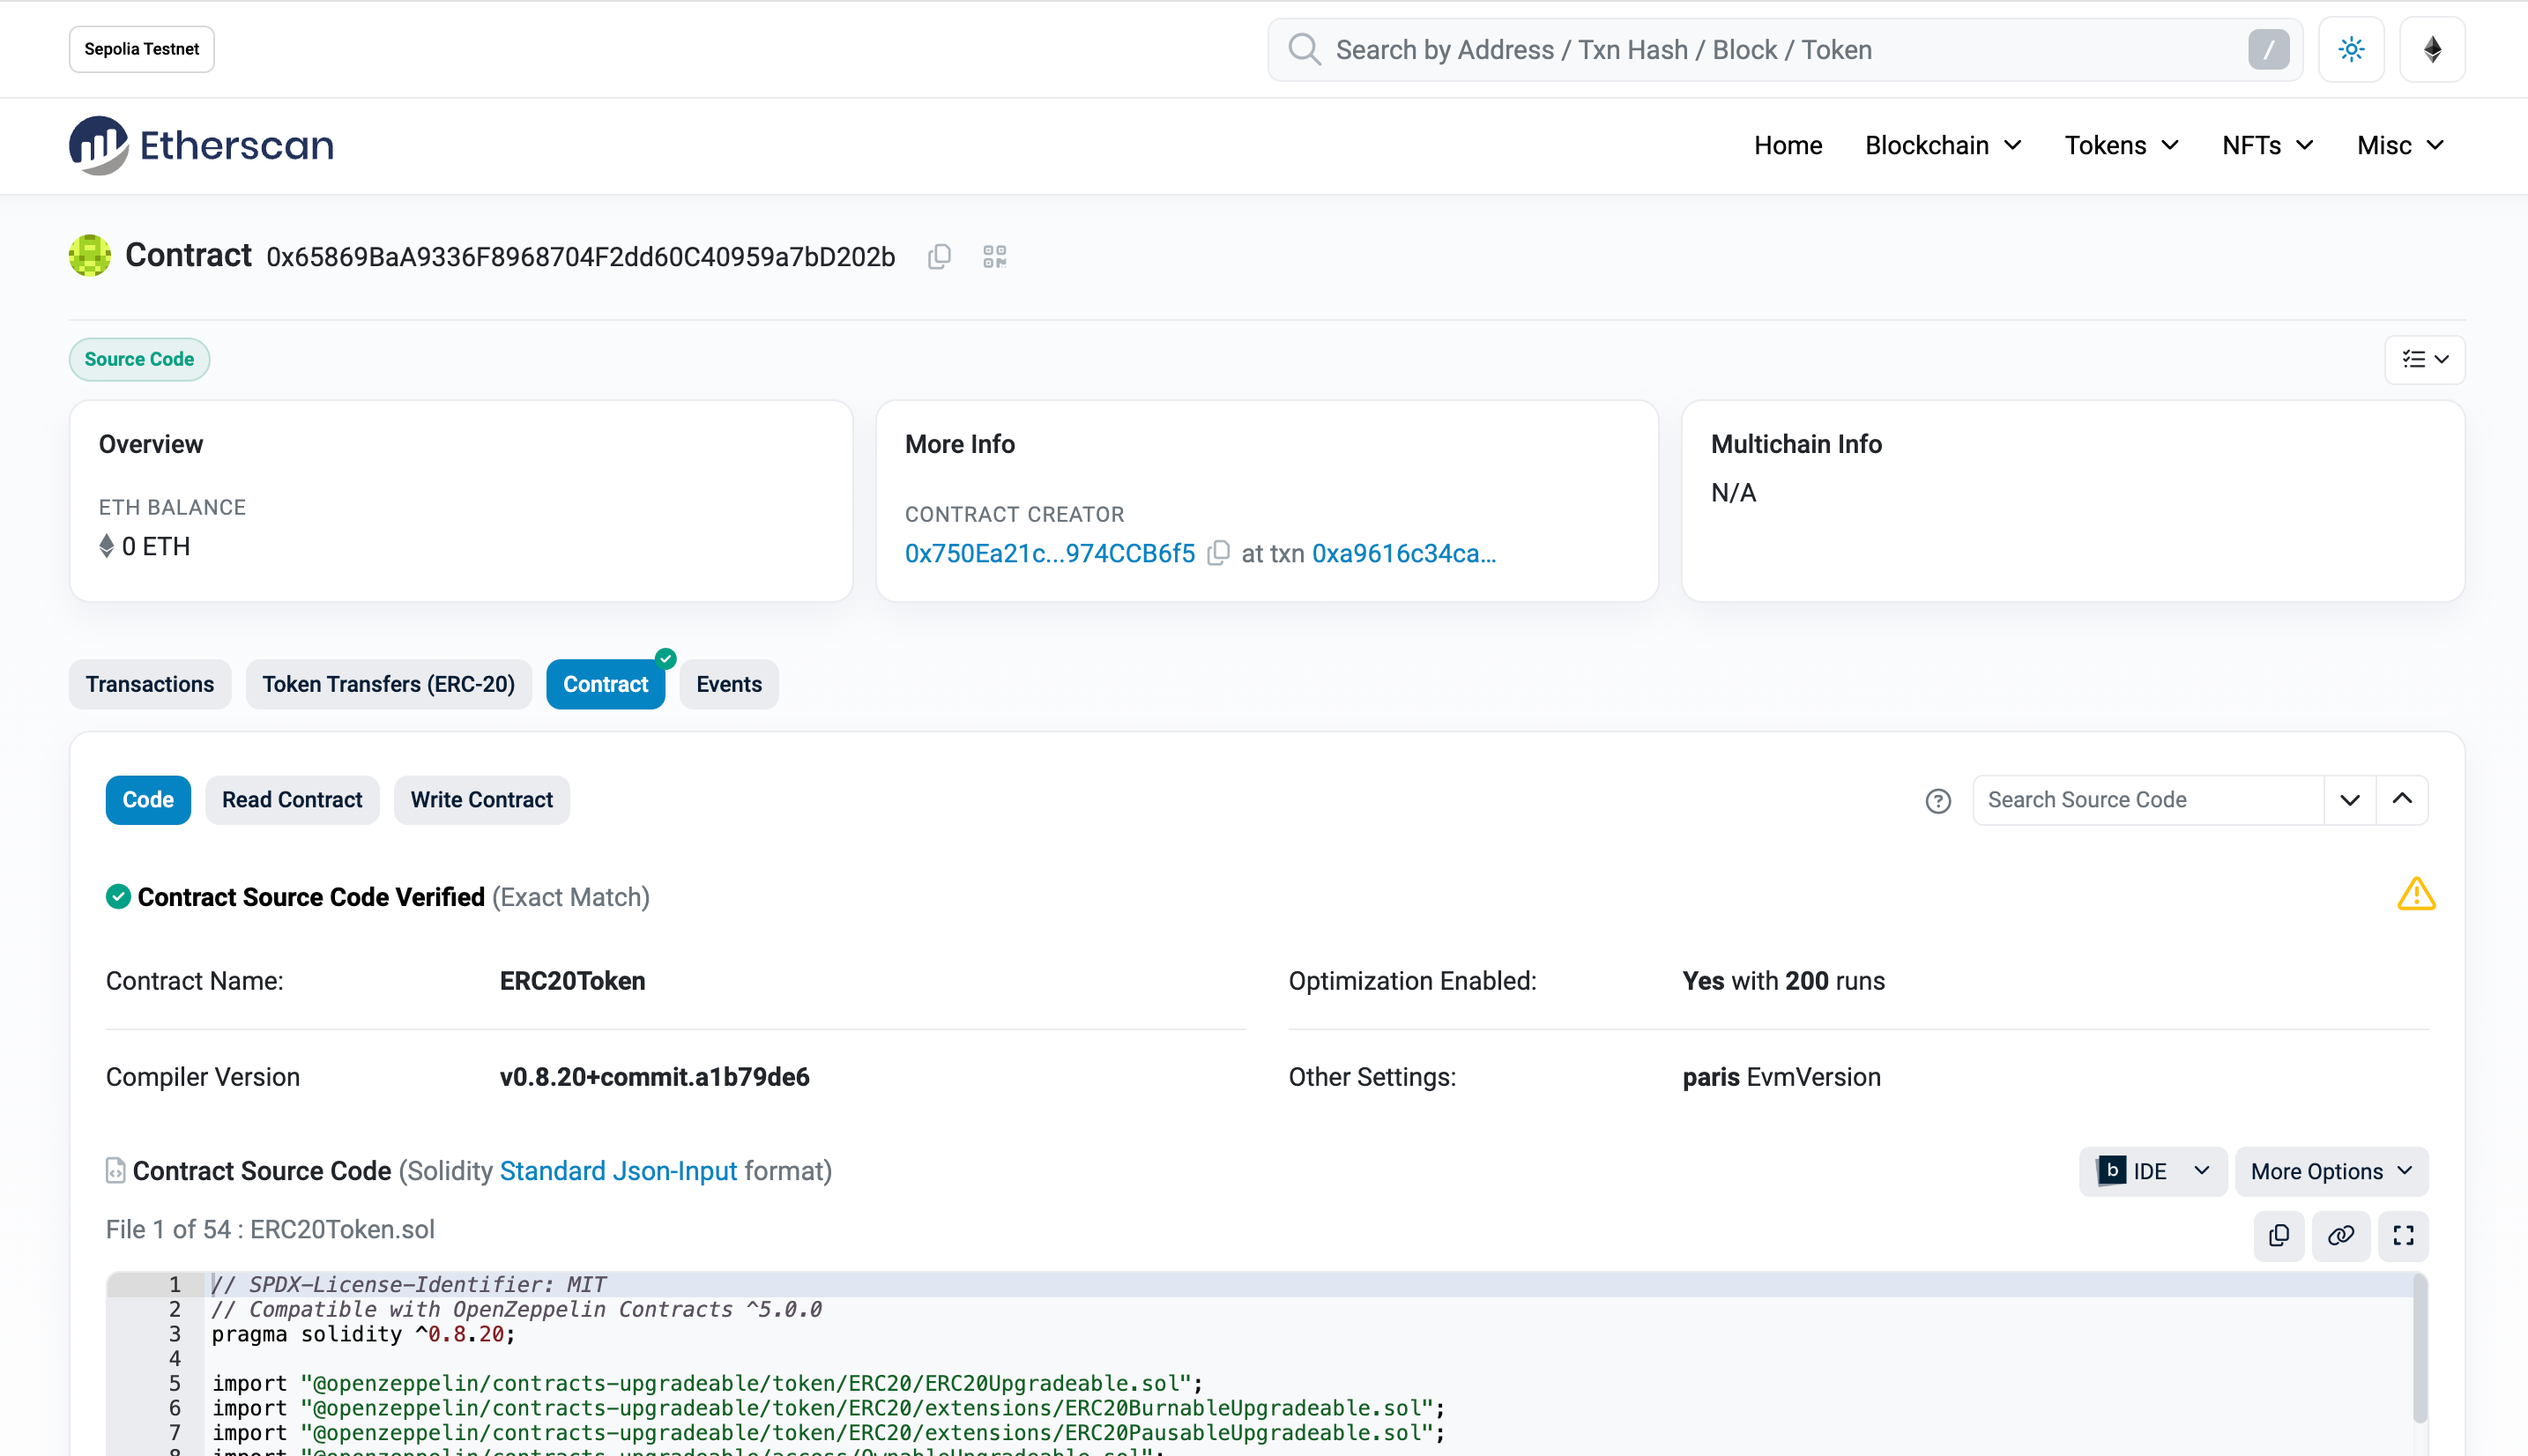 Sepolia Testnet
Search by Address / Txn Hash / Block / Token
/
Etherscan
Home
Blockchain
Tokens
NFTs
Misc
Contract 0x65869BaA9336F8968704F2dd60C40959a7bD202b
Source Code
Overview
ETH BALANCE
0 ETH
More Info
CONTRACT CREATOR
0x750Ea21c...974CCB6f5 at txn 0xa9616c34ca...
Multichain Info
N/A
Transactions
Token Transfers (ERC-20)
Contract
Events
Code
Read Contract
Write Contract
?
Search Source Code
Contract Source Code Verified (Exact Match)
Contract Name:
ERC20Token
Optimization Enabled:
Yes with 200 runs
Compiler Version
v0.8.20+commit.a1b79de6
Other Settings:
paris EvmVersion
Contract Source Code (Solidity Standard Json-Input format)
b IDE
More Options
File 1 of 54 : ERC20Token.sol
1 // SPDX-License-Identifier: MIT
2 // Compatible with OpenZeppelin Contracts ^5.0.0
3 pragma solidity ^0.8.20;
4
5 import "@openzeppelin/contracts-upgradeable/token/ERC20/ERC20Upgradeable.sol";
6 import "@openzeppelin/contracts-upgradeable/token/ERC20/extensions/ERC20BurnableUpgradeable.sol";
7 import "@openzeppelin/contracts-upgradeable/token/ERC20/extensions/ERC20PausableUpgradeable.sol";
8 import "@openzeppelin/contracts-upgradeable/access/OwnableUpgradeable.sol";